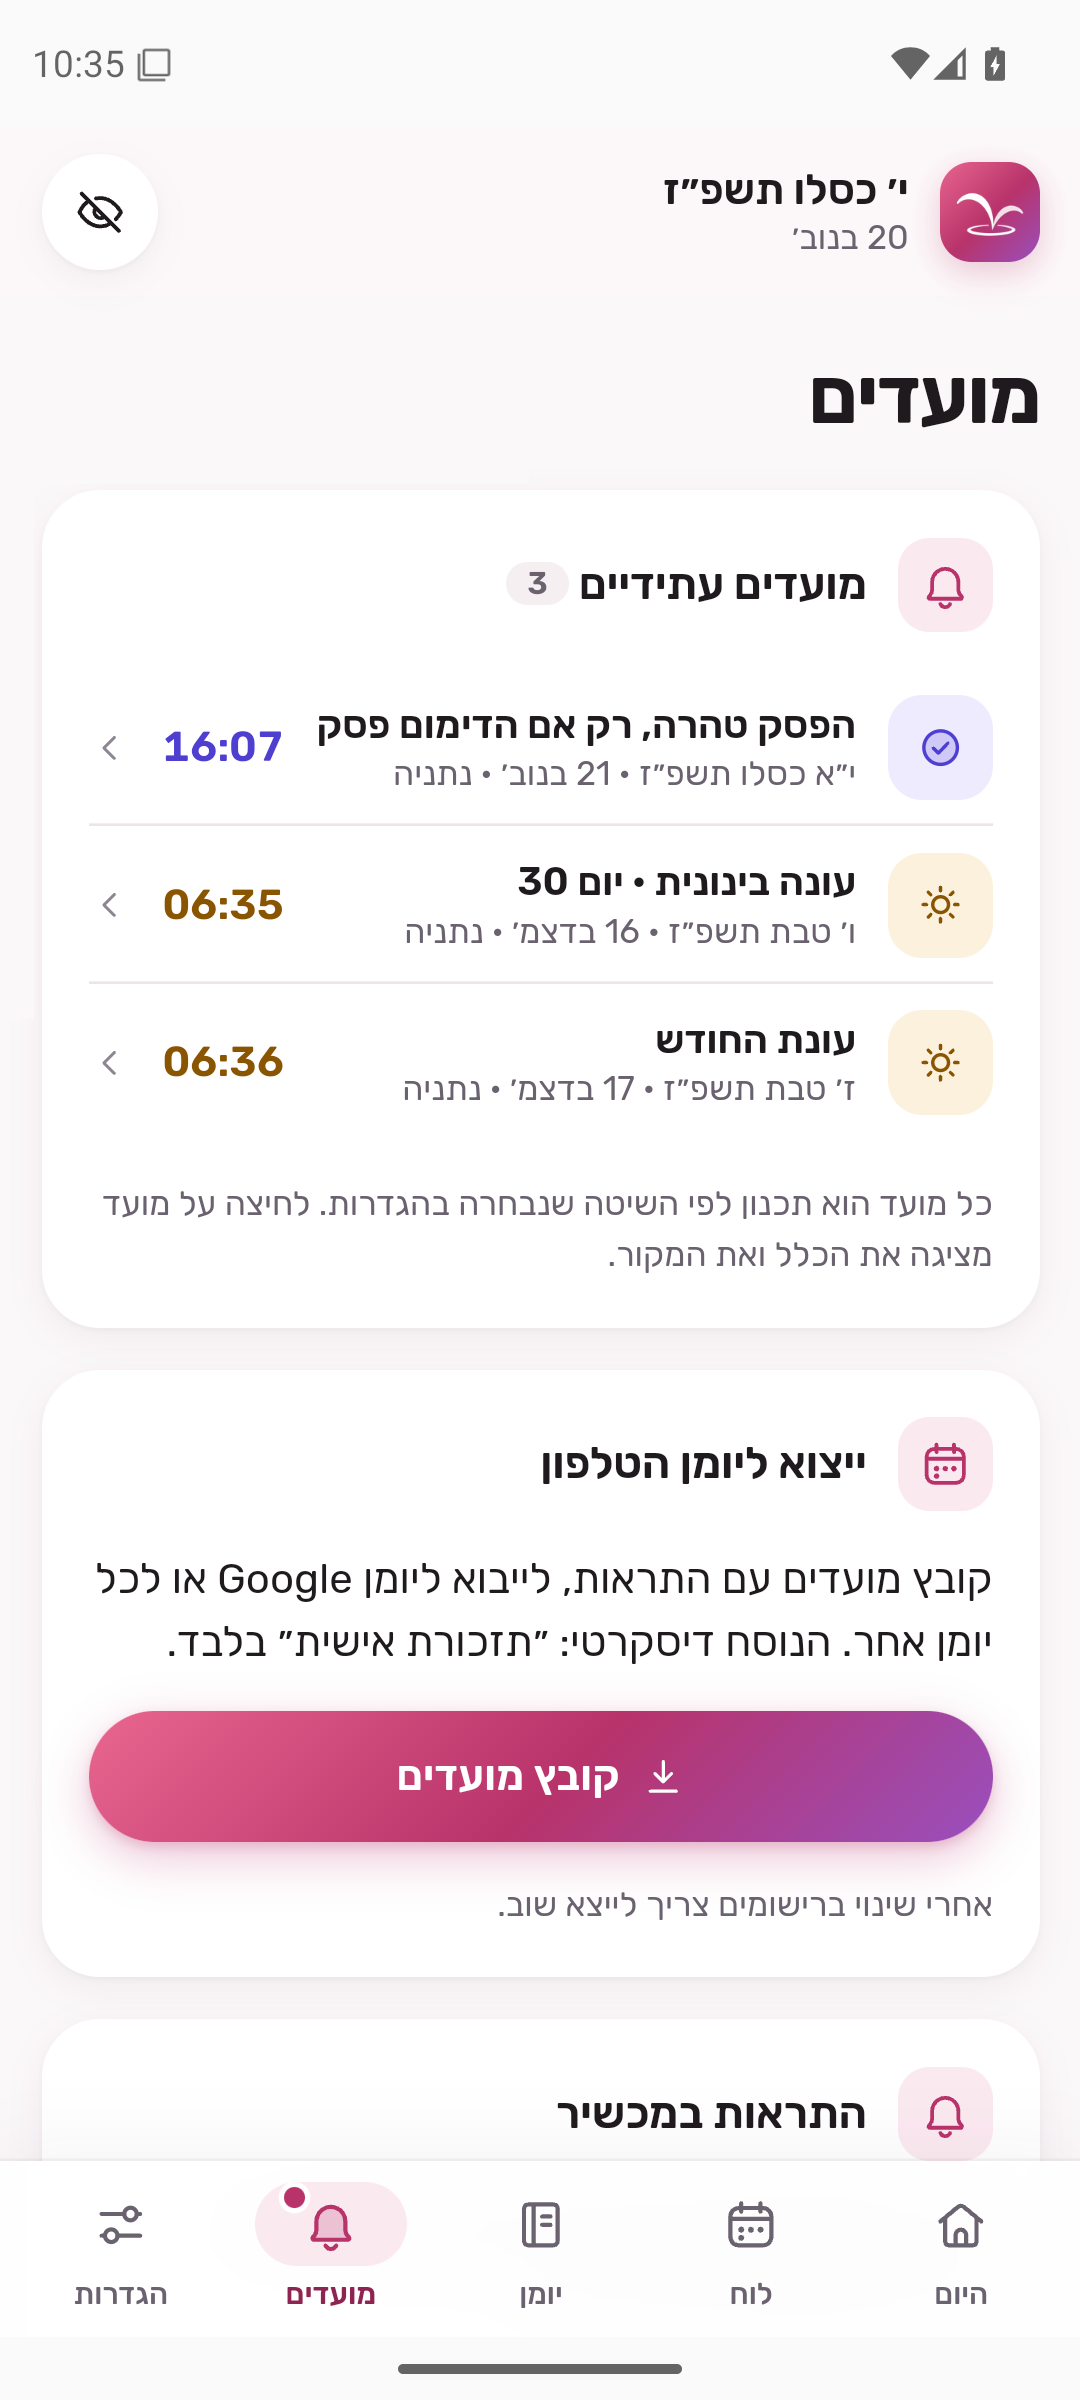 10:35
י׳ כסלו תשפ״ז
20 בנוב׳
מועדים
מועדים עתידיים 3
הפסק טהרה, רק אם הדימום פסק
16:07
י״א כסלו תשפ״ז • 21 בנוב׳ • נתניה
עונה בינונית • יום 30
06:35
ו׳ טבת תשפ״ז • 16 בדצמ׳ • נתניה
עונת החודש
06:36
ז׳ טבת תשפ״ז • 17 בדצמ׳ • נתניה
כל מועד הוא תכנון לפי השיטה שנבחרה בהגדרות. לחיצה על מועד
מציגה את הכלל ואת המקור.
ייצוא ליומן הטלפון
קובץ מועדים עם התראות, לייבוא ליומן Google או לכל
יומן אחר. הנוסח דיסקרטי: ״תזכורת אישית״ בלבד.
קובץ מועדים
אחרי שינוי ברישומים צריך לייצא שוב.
התראות במכשיר
היום
לוח
יומן
מועדים
הגדרות